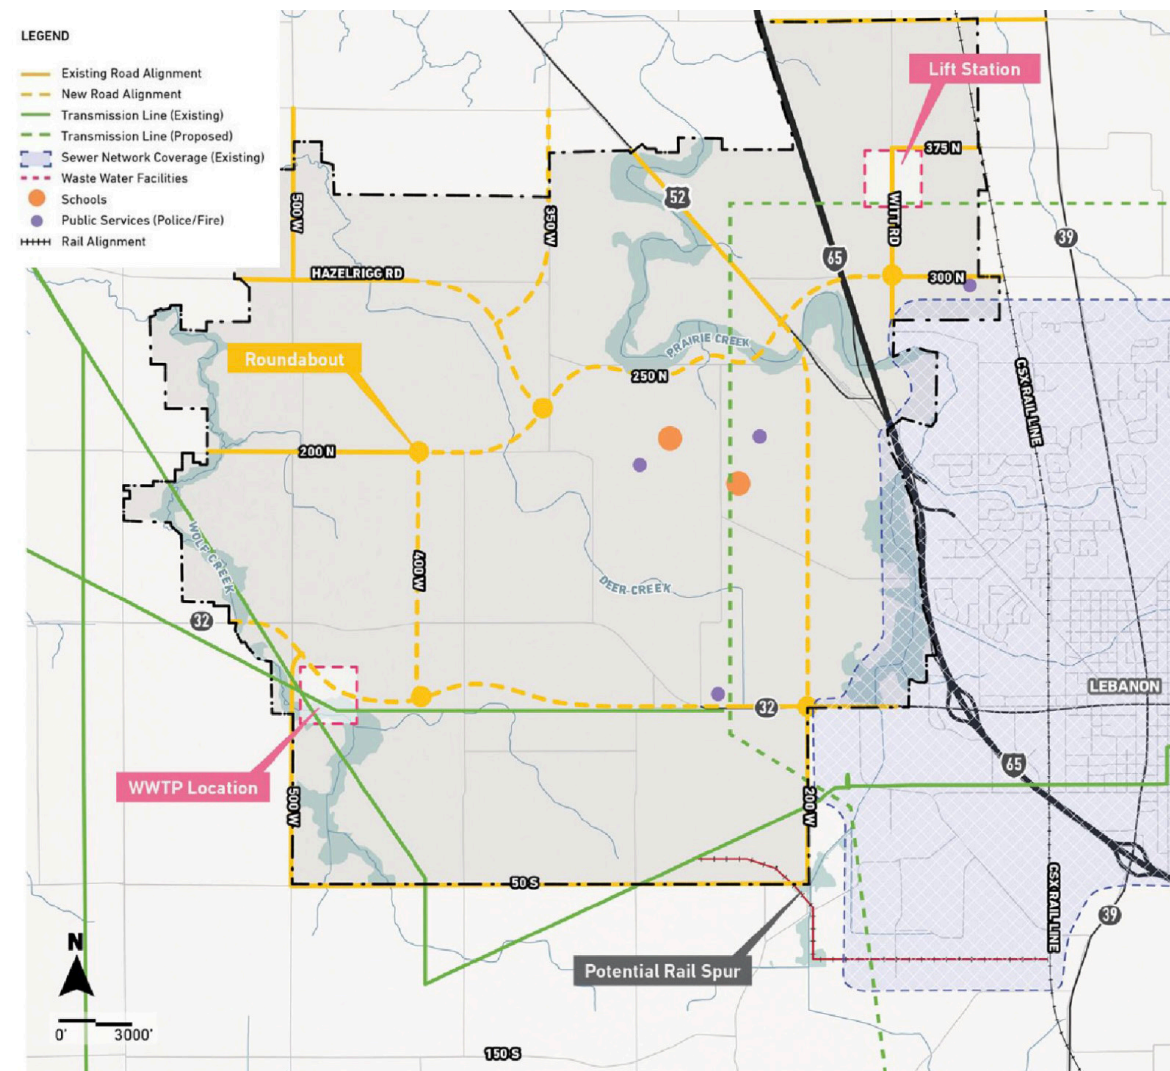 LEGEND
Existing Road Alignment
New Road Alignment
Transmission Line (Existing)
Transmission Line (Proposed)
Sewer Network Coverage (Existing)
Waste Water Facilities
Schools
Public Services (Police/Fire)
Rail Alignment
Lift Station
375 N
52
500 W
350 W
WITT RD
39
65
HAZELRIGG RD
300 N
PRAIRIE CREEK
Roundabout
250 N
CSX RAIL LINE
200 N
WOLF CREEK
400 W
DEER CREEK
32
LEBANON
32
65
WWTP Location
500 W
200 W
50 S
CSX RAIL LINE
39
N
Potential Rail Spur
0' 3000'
150 S